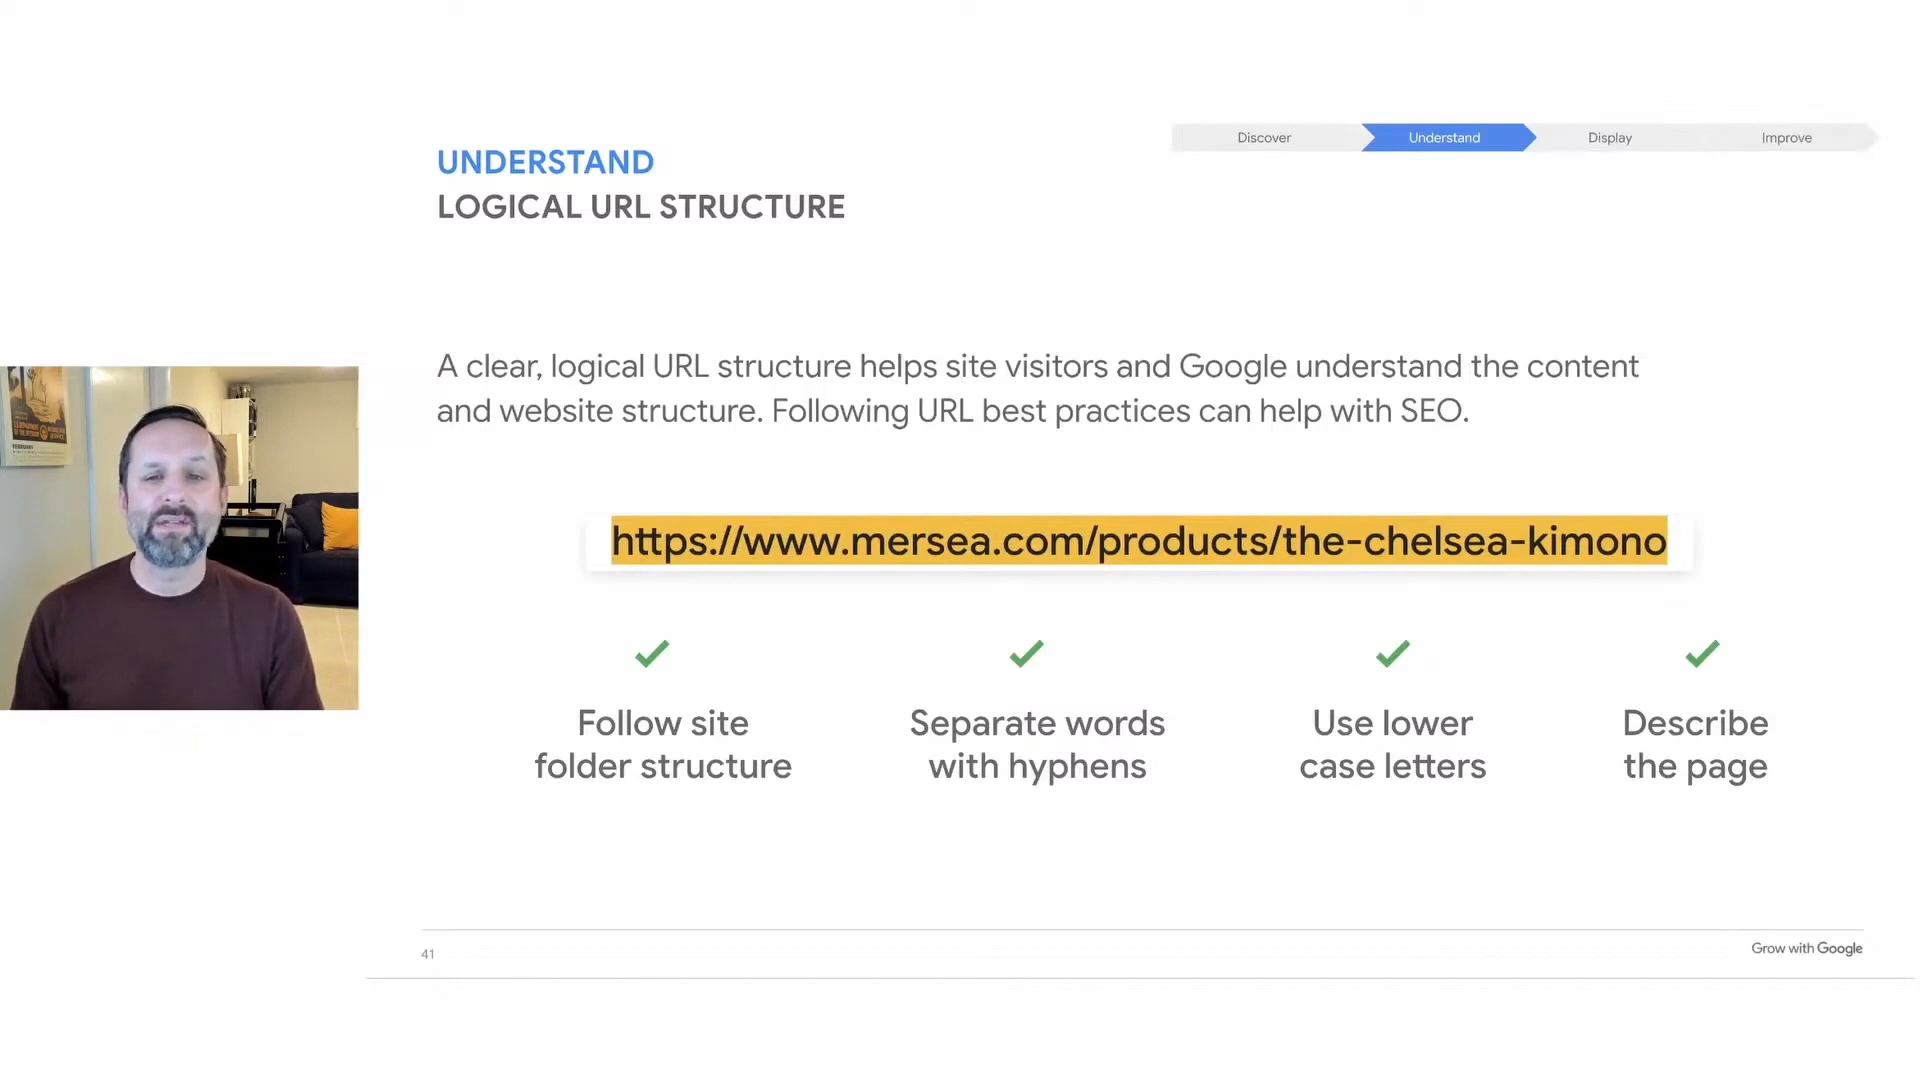 Discover
Understand
Display
Improve
UNDERSTAND
LOGICAL URL STRUCTURE
A clear, logical URL structure helps site visitors and Google understand the content
and website structure. Following URL best practices can help with SEO.
https://www.mersea.com/products/the-chelsea-kimono
Follow site
folder structure
Separate words
with hyphens
Use lower
case letters
Describe
the page
FEBRUARY
41
Grow with Google